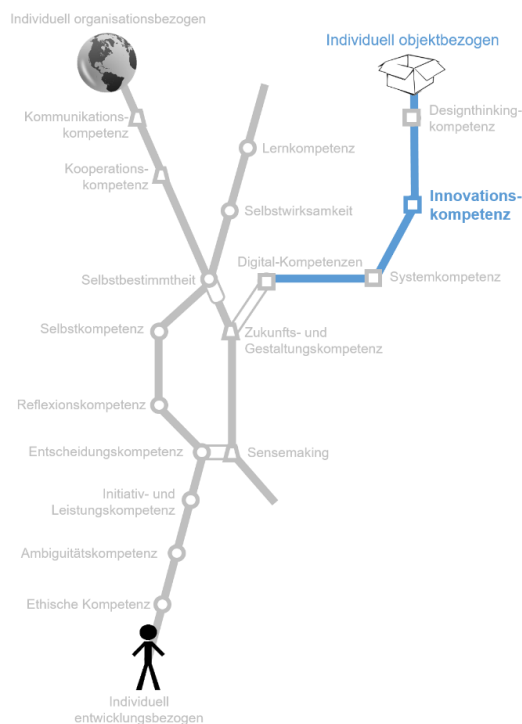 Individuell organisationsbezogen
Individuell objektbezogen
Kommunikations-
kompetenz
Designthinking-
kompetenz
Kooperations-
kompetenz
Lernkompetenz
Innovations-
kompetenz
Selbstwirksamkeit
Digital-Kompetenzen
Selbstbestimmtheit
Systemkompetenz
Selbstkompetenz
Zukunfts- und
Gestaltungskompetenz
Reflexionskompetenz
Entscheidungskompetenz
Sensemaking
Initiativ- und
Leistungskompetenz
Ambiguitätskompetenz
Ethische Kompetenz
Individuell
entwicklungsbezogen